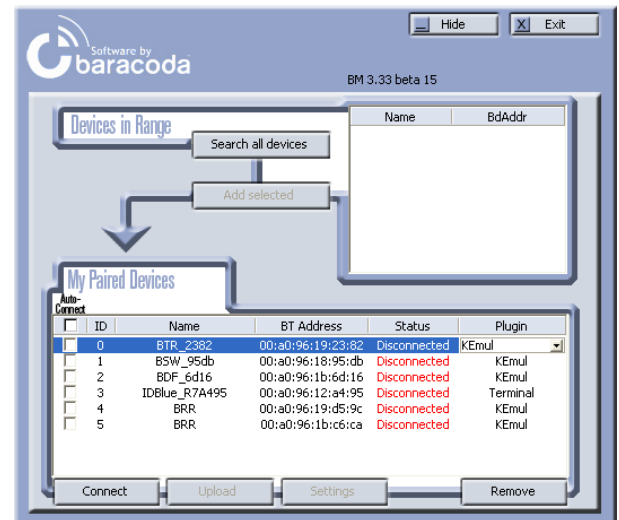 Hide
X Exit
Software by
baracoda
BM 3.33 beta 15
Devices in Range
Name BdAddr
Search all devices
Add selected
My Paired Devices
Auto-
Connect
ID Name BT Address Status Plugin
0 BTR_2382 00:a0:96:19:23:82 Disconnected KEmul
1 BSW_95db 00:a0:96:18:95:db Disconnected KEmul
2 BDF_6d16 00:a0:96:1b:6d:16 Disconnected KEmul
3 IDBlue_R7A495 00:a0:96:12:a4:95 Disconnected Terminal
4 BRR 00:a0:96:19:d5:9c Disconnected KEmul
5 BRR 00:a0:96:1b:c6:ca Disconnected KEmul
Connect Upload Settings Remove